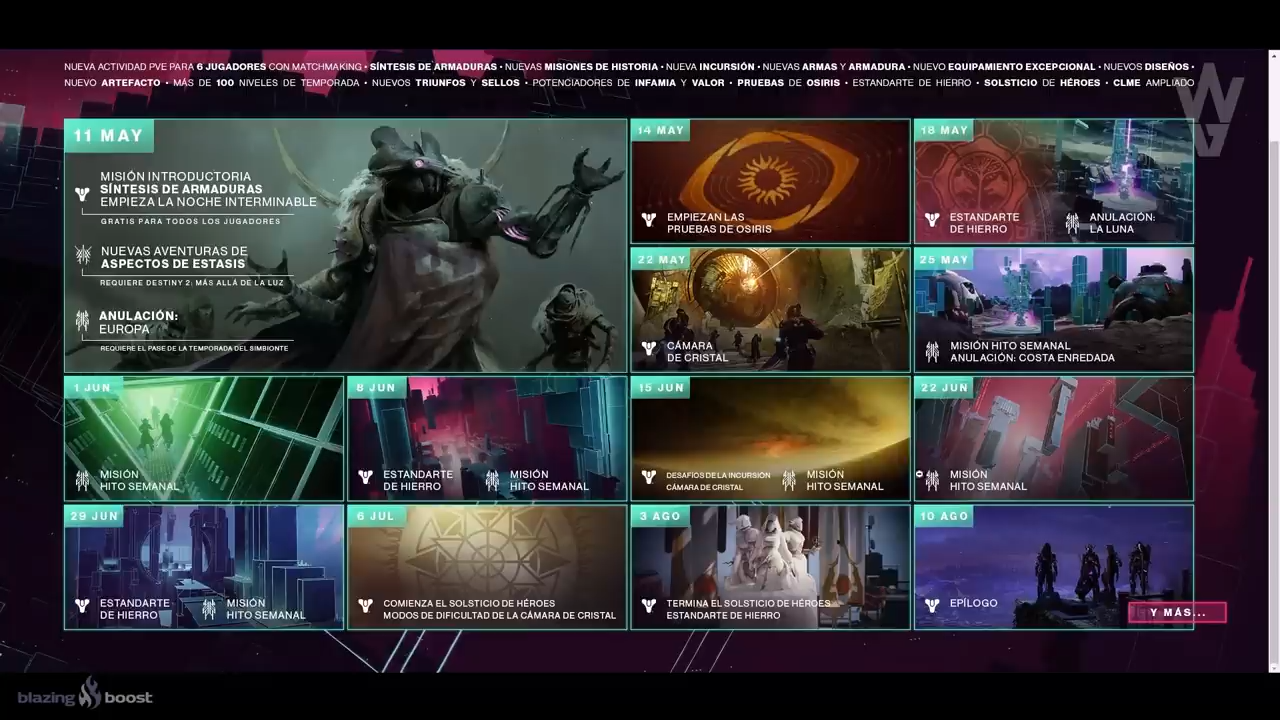 NUEVA ACTIVIDAD PVE PARA 6 JUGADORES CON MATCHMAKING • SÍNTESIS DE ARMADURAS • NUEVAS MISIONES DE HISTORIA • NUEVA INCURSIÓN • NUEVAS ARMAS Y ARMADURA • NUEVO EQUIPAMIENTO EXCEPCIONAL • NUEVOS DISEÑOS •
NUEVO ARTEFACTO • MÁS DE 100 NIVELES DE TEMPORADA • NUEVOS TRIUNFOS Y SELLOS • POTENCIADORES DE INFAMIA Y VALOR • PRUEBAS DE OSIRIS • ESTANDARTE DE HIERRO • SOLSTICIO DE HÉROES • CLME AMPLIADO
11 MAY
MISIÓN INTRODUCTORIA
SÍNTESIS DE ARMADURAS
EMPIEZA LA NOCHE INTERMINABLE
GRATIS PARA TODOS LOS JUGADORES
NUEVAS AVENTURAS DE
ASPECTOS DE ESTASIS
REQUIERE DESTINY 2: MÁS ALLÁ DE LA LUZ
ANULACIÓN:
EUROPA
REQUIERE EL PASE DE LA TEMPORADA DEL SIMBIONTE
14 MAY
EMPIEZAN LAS
PRUEBAS DE OSIRIS
18 MAY
ESTANDARTE
DE HIERRO
ANULACIÓN:
LA LUNA
22 MAY
CÁMARA
DE CRISTAL
25 MAY
MISIÓN HITO SEMANAL
ANULACIÓN: COSTA ENREDADA
1 JUN
MISIÓN
HITO SEMANAL
8 JUN
ESTANDARTE
DE HIERRO
MISIÓN
HITO SEMANAL
15 JUN
DESAFÍOS DE LA INCURSIÓN
CÁMARA DE CRISTAL
MISIÓN
HITO SEMANAL
22 JUN
MISIÓN
HITO SEMANAL
29 JUN
ESTANDARTE
DE HIERRO
MISIÓN
HITO SEMANAL
6 JUL
COMIENZA EL SOLSTICIO DE HÉROES
MODOS DE DIFICULTAD DE LA CÁMARA DE CRISTAL
3 AGO
TERMINA EL SOLSTICIO DE HÉROES
ESTANDARTE DE HIERRO
10 AGO
EPÍLOGO
Y MÁS...
blazing boost